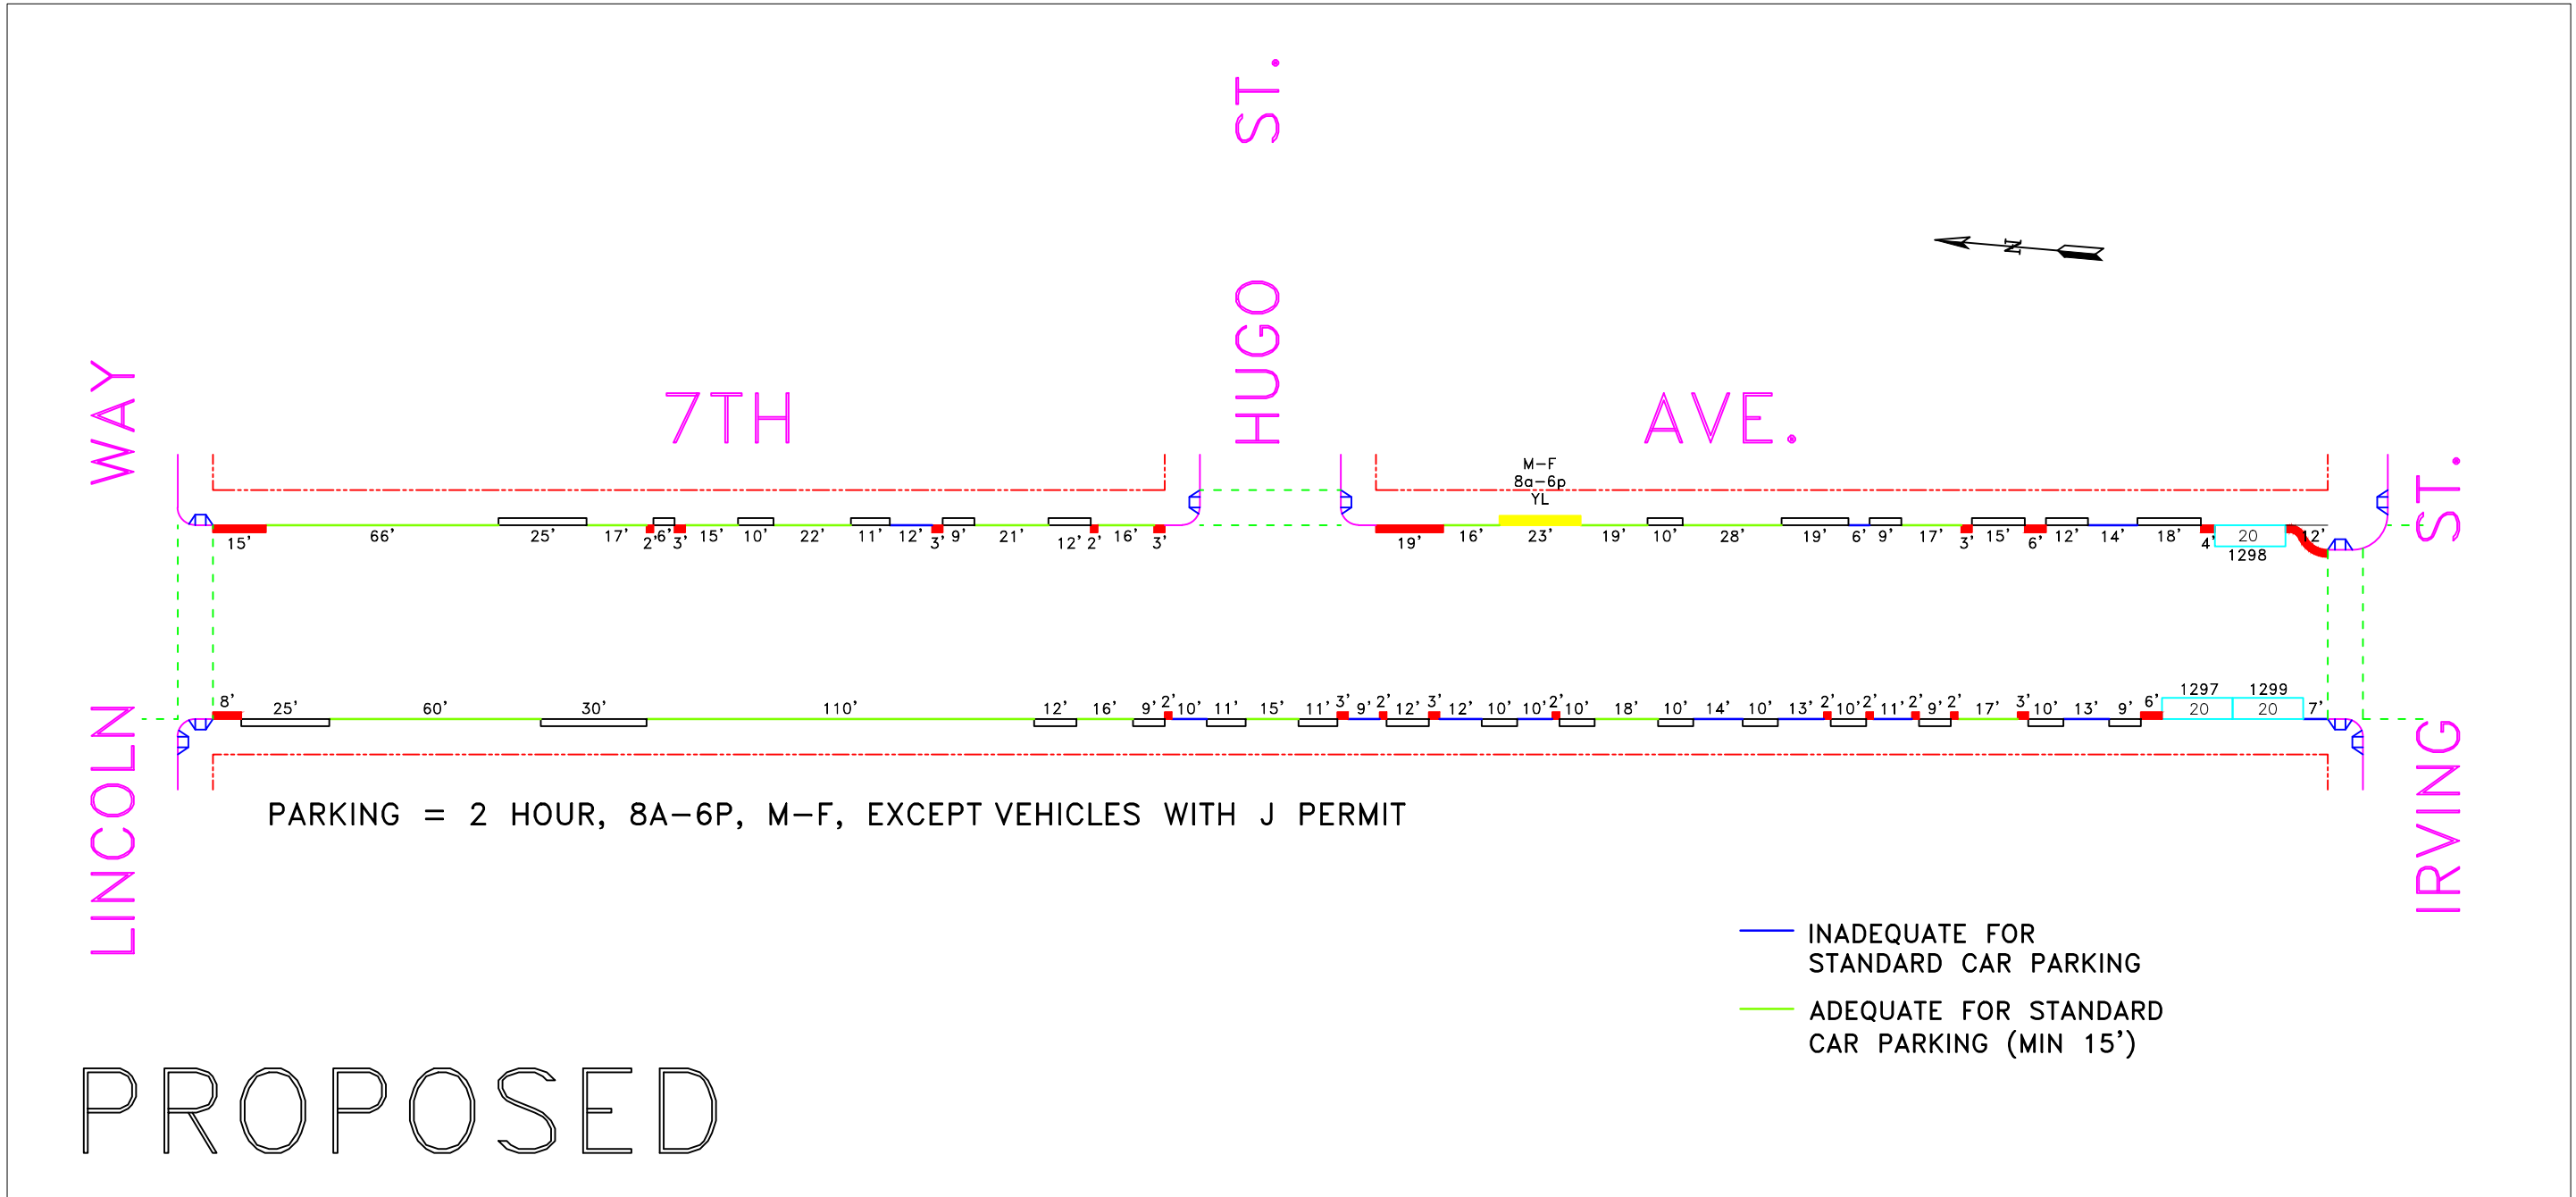 HUGO ST.
LINCOLN WAY
7TH AVE.
IRVING ST.
N
M-F
8a-6p
YL
15' 66' 25' 17' 2' 6' 3' 15' 10' 22' 11' 12' 3' 9' 21' 12' 2' 16' 3' 19' 16' 23' 19' 10' 28' 19' 6' 9' 17' 3' 15' 6' 12' 14' 18' 4' 20 12'
1298
1297 1299
8' 25' 60' 30' 110' 12' 16' 9' 2' 10' 11' 15' 11' 3' 9' 2' 12' 3' 12' 10' 10' 2' 10' 18' 10' 14' 10' 13' 2' 10' 2' 11' 2' 9' 2' 17' 3' 10' 13' 9' 6' 20 20 7'
PARKING = 2 HOUR, 8A-6P, M-F, EXCEPT VEHICLES WITH J PERMIT
INADEQUATE FOR
STANDARD CAR PARKING
ADEQUATE FOR STANDARD
CAR PARKING (MIN 15')
PROPOSED